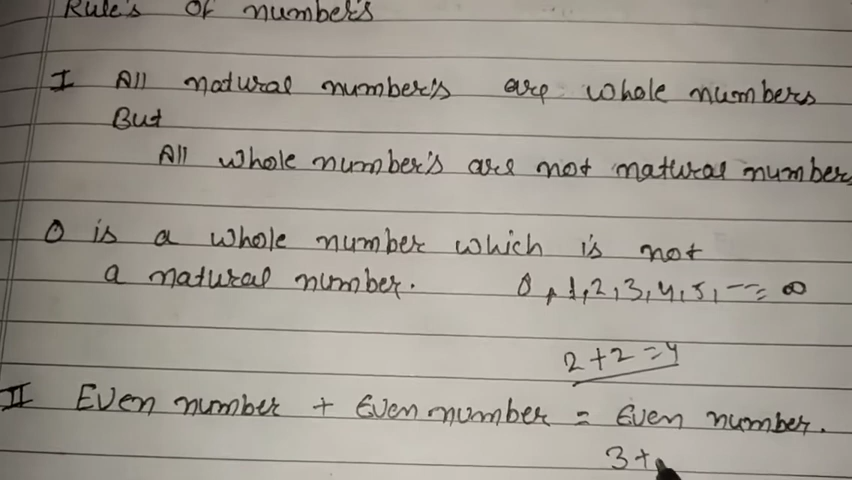 Rule's Of numbers
I All natural number's are whole numbers
But
All whole number's are not natural numbers
0 is a whole number which is not
a natural number. 0, 1, 2, 3, 4, 5, --= ∞
2 + 2 = 4
II Even number + Even number = Even number.
3 +